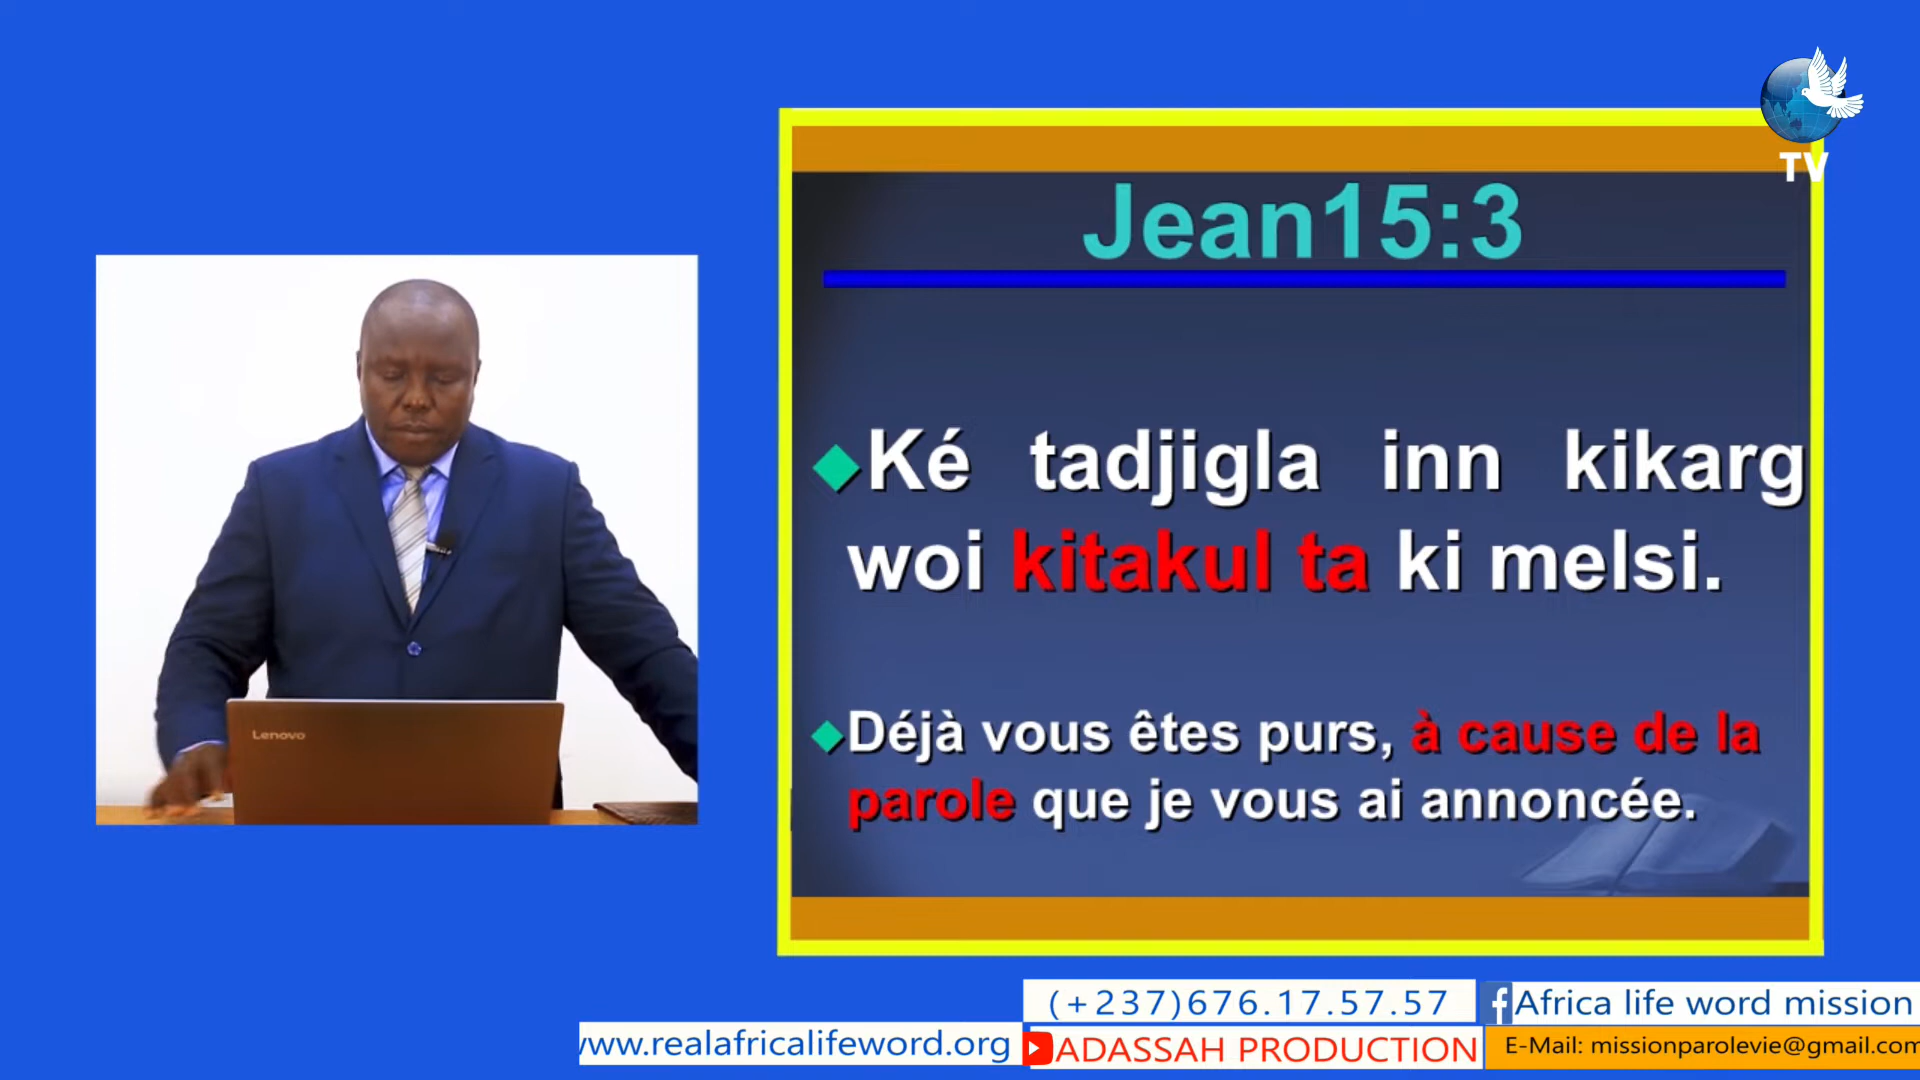 TV
Jean15:3
Ké tadjigla inn kikarg
woi kitakul ta ki melsi.
Déjà vous êtes purs, à cause de la
parole que je vous ai annoncée.
Lenovo
(+237)676.17.57.57
Africa life word mission
www.realafricalifeword.org
ADASSAH PRODUCTION
E-Mail: missionparolevie@gmail.com